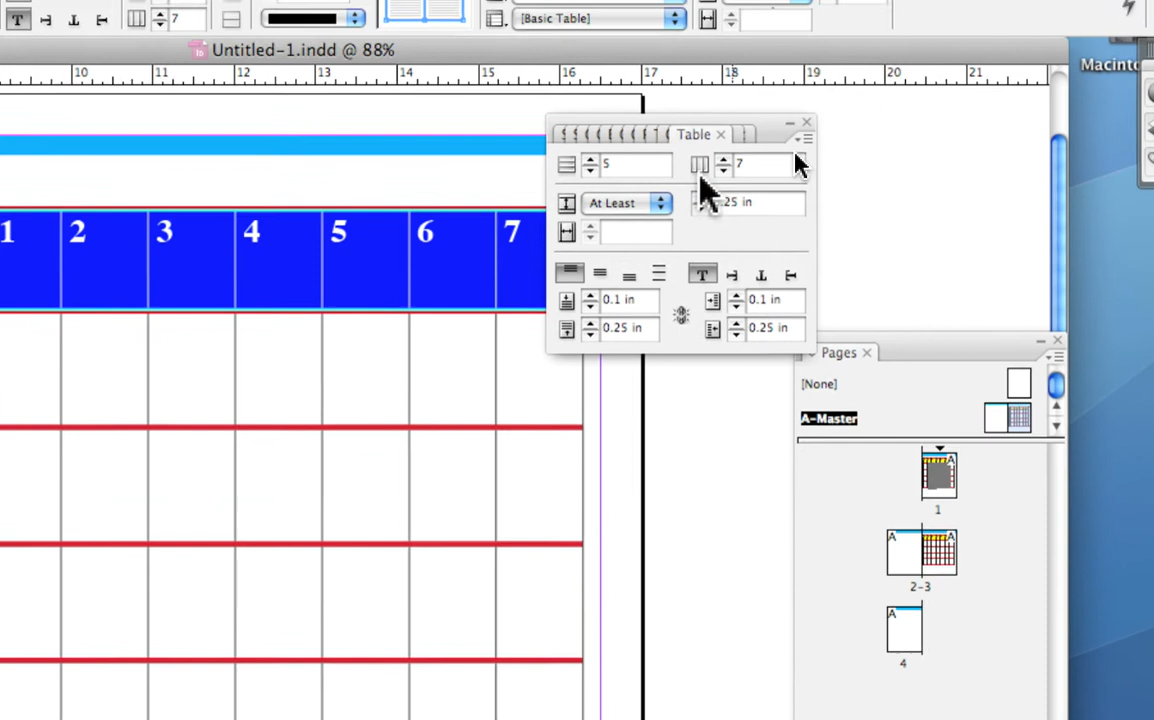 7
[Basic Table]
Untitled-1.indd @ 88%
10 11 12 13 14 15 16 17 18 19 20 21
Table
5 7
At Least
25 in
0.1 in 0.1 in
0.25 in 0.25 in
1 2 3 4 5 6 7
Pages
[None]
A-Master
A
1
A A
2-3
A
4
Macinto